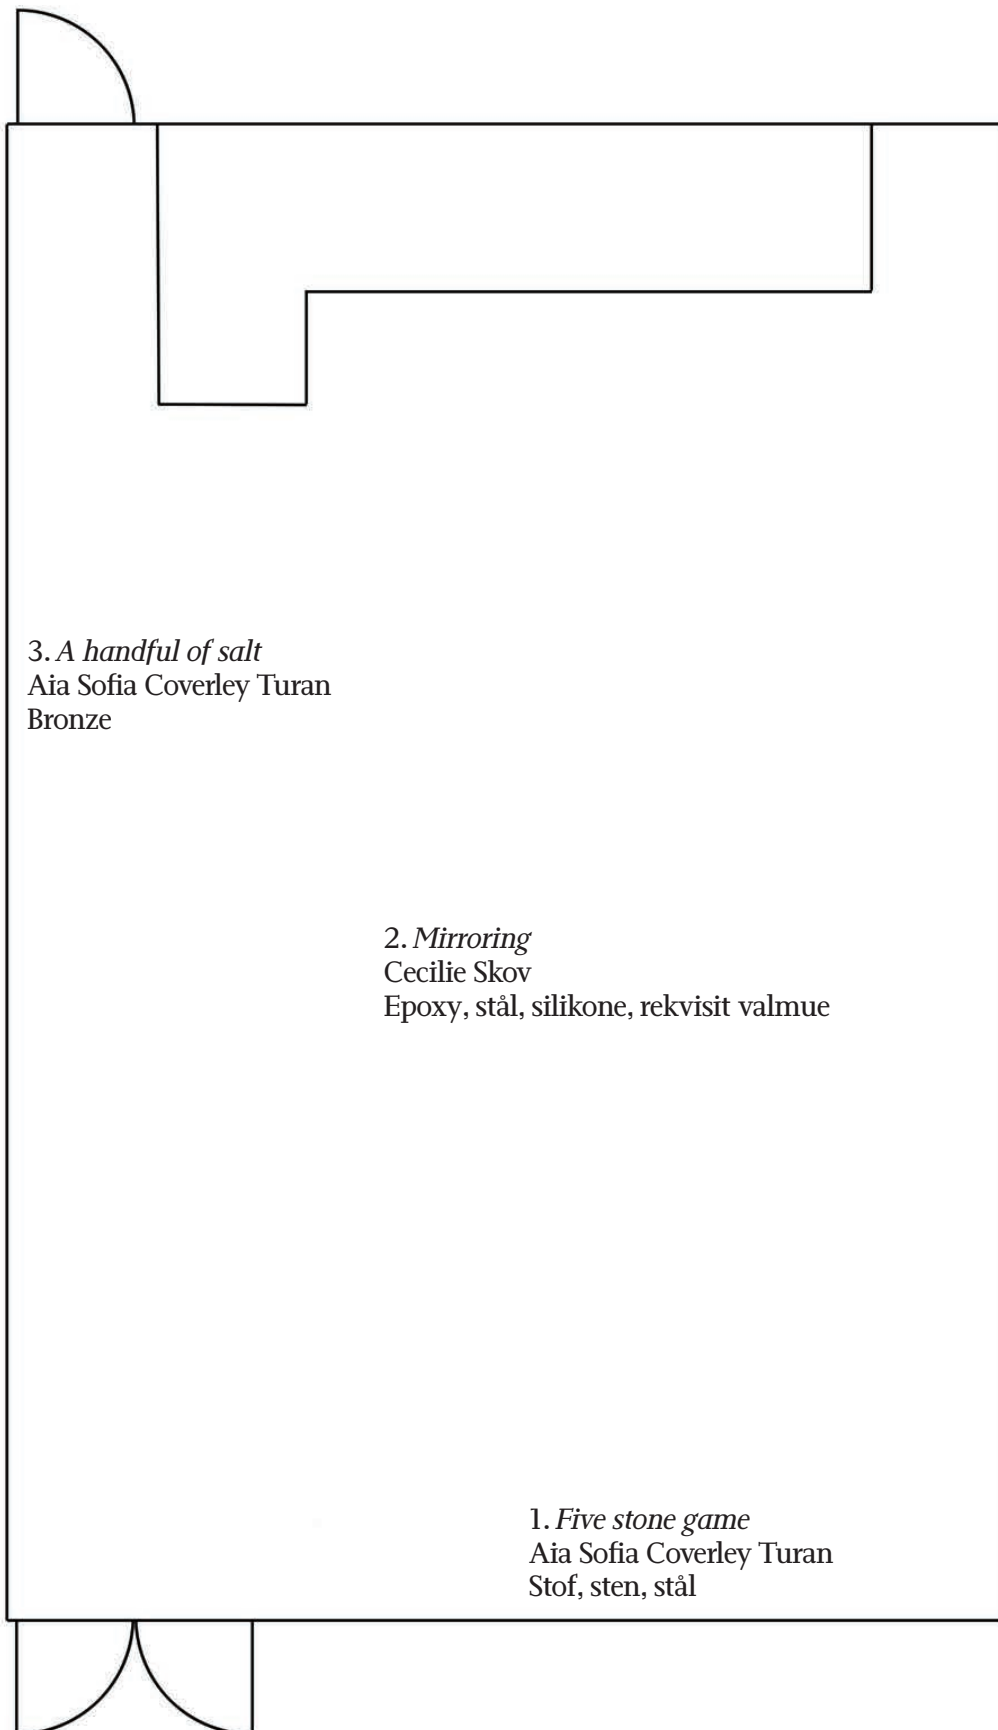 3. A handful of salt
Aia Sofia Coverley Turan
Bronze
2. Mirroring
Cecilie Skov
Epoxy, stål, silikone, rekvisit valmue
1. Five stone game
Aia Sofia Coverley Turan
Stof, sten, stål